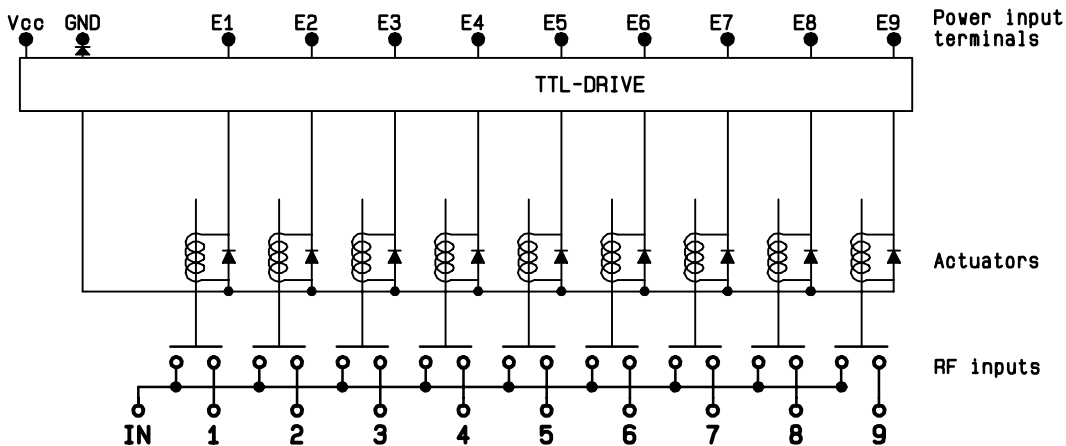 Vcc GND E1 E2 E3 E4 E5 E6 E7 E8 E9 Power input
terminals
TTL-DRIVE
Actuators
RF inputs
IN 1 2 3 4 5 6 7 8 9